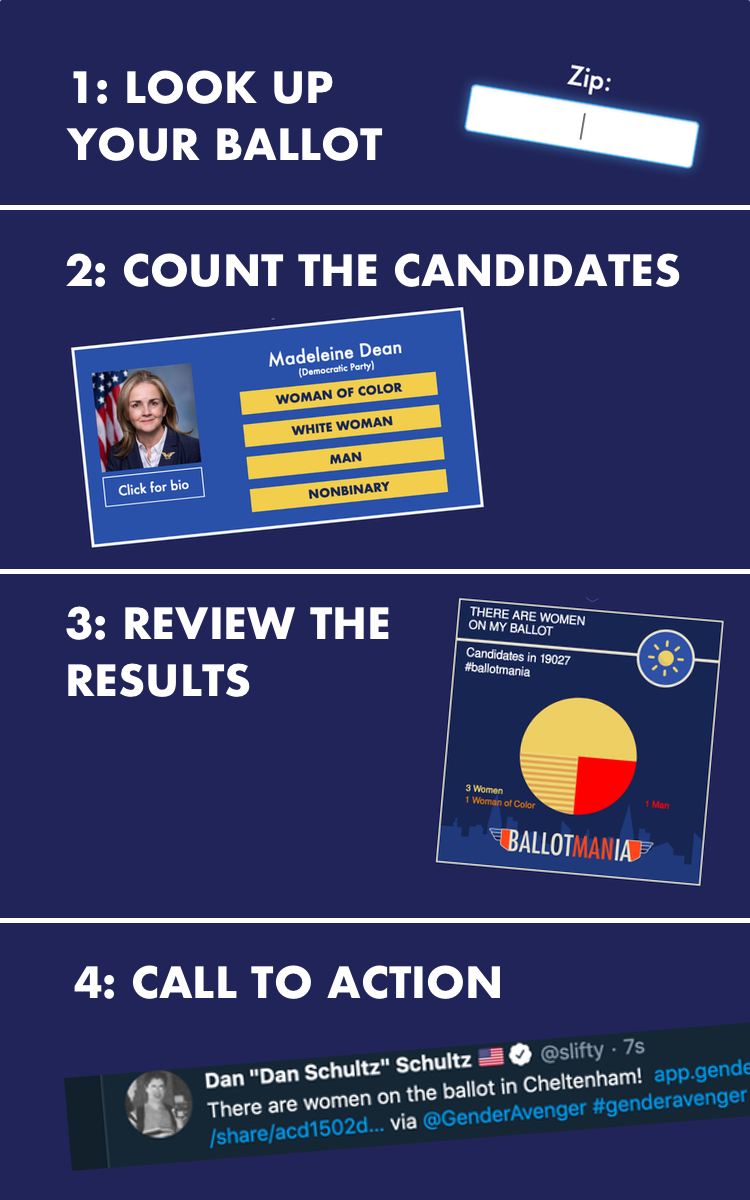 1: LOOK UP
YOUR BALLOT
Zip:
2: COUNT THE CANDIDATES
Madeleine Dean
(Democratic Party)
WOMAN OF COLOR
WHITE WOMAN
MAN
NONBINARY
Click for bio
3: REVIEW THE
RESULTS
THERE ARE WOMEN
ON MY BALLOT
Candidates in 19027
#ballotmania
3 Women
1 Woman of Color
1 Man
BALLOTMANIA
4: CALL TO ACTION
Dan "Dan Schultz" Schultz 🇺🇸 @slifty · 7s
There are women on the ballot in Cheltenham! app.gende
/share/acd1502d... via @GenderAvenger #genderavenger